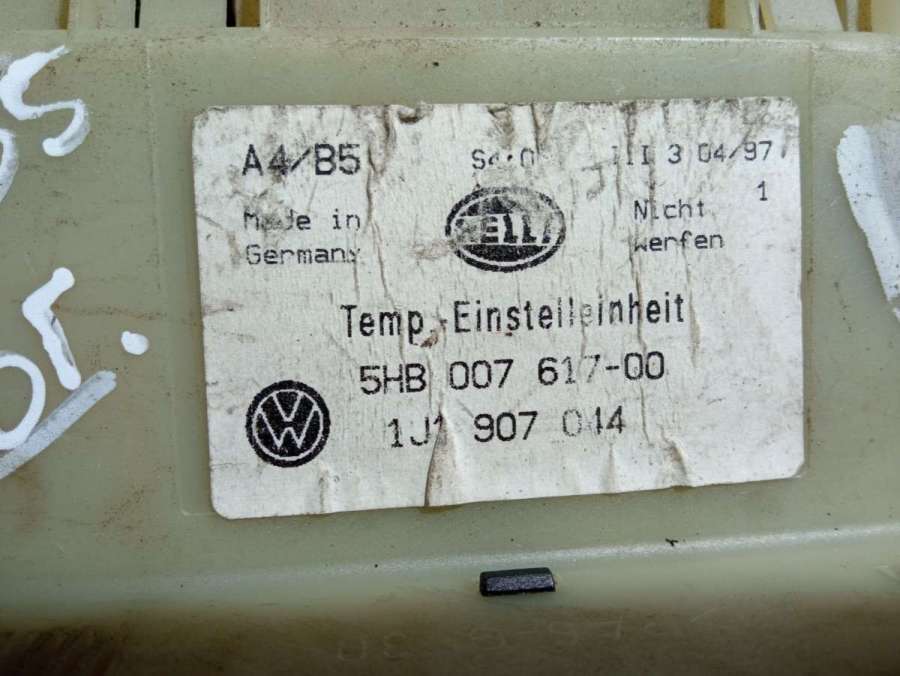 A4/B5
III 3 04/97
Made in
Germany
HELLA
Nicht
werfen
1
Temp.-Einstelleinheit
5HB 007 617-00
1J1 907 044
VW